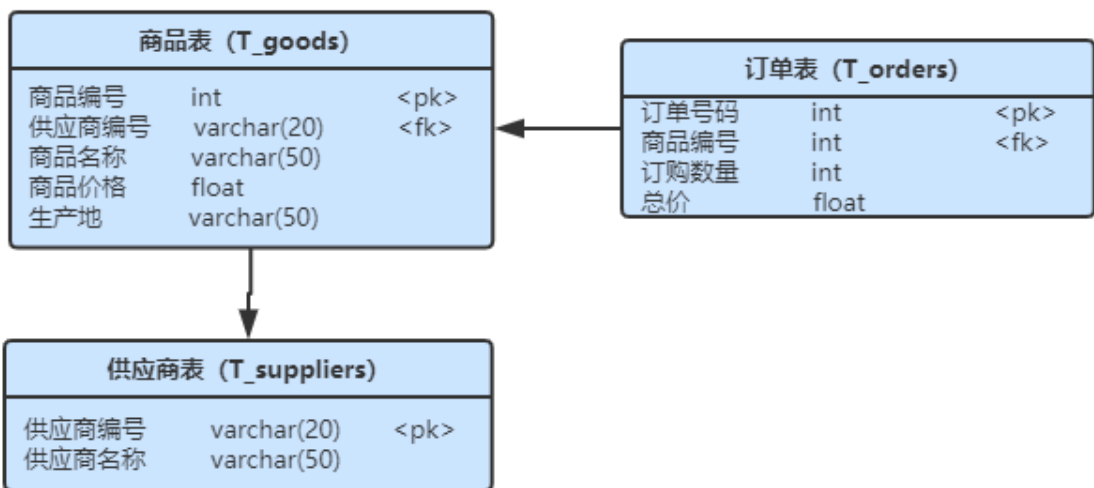 商品表（T_goods）
商品编号 int <pk>
供应商编号 varchar(20) <fk>
商品名称 varchar(50)
商品价格 float
生产地 varchar(50)
订单表（T_orders）
订单号码 int <pk>
商品编号 int <fk>
订购数量 int
总价 float
供应商表（T_suppliers）
供应商编号 varchar(20) <pk>
供应商名称 varchar(50)